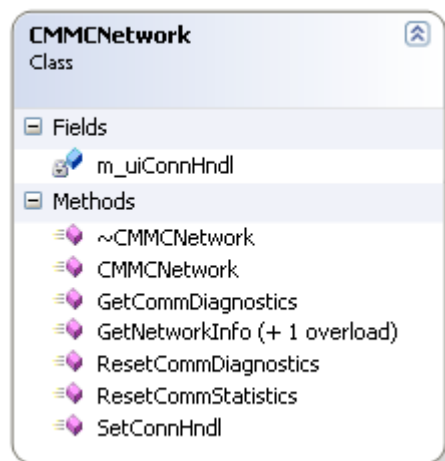 CMMCNetwork
Class
Fields
m_uiConnHndl
Methods
~CMMCNetwork
CMMCNetwork
GetCommDiagnostics
GetNetworkInfo (+ 1 overload)
ResetCommDiagnostics
ResetCommStatistics
SetConnHndl